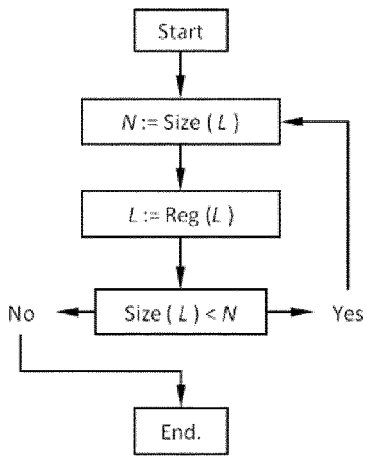 Start
N := Size ( L )
L := Reg (L )
Size ( L ) < N
No
Yes
End.